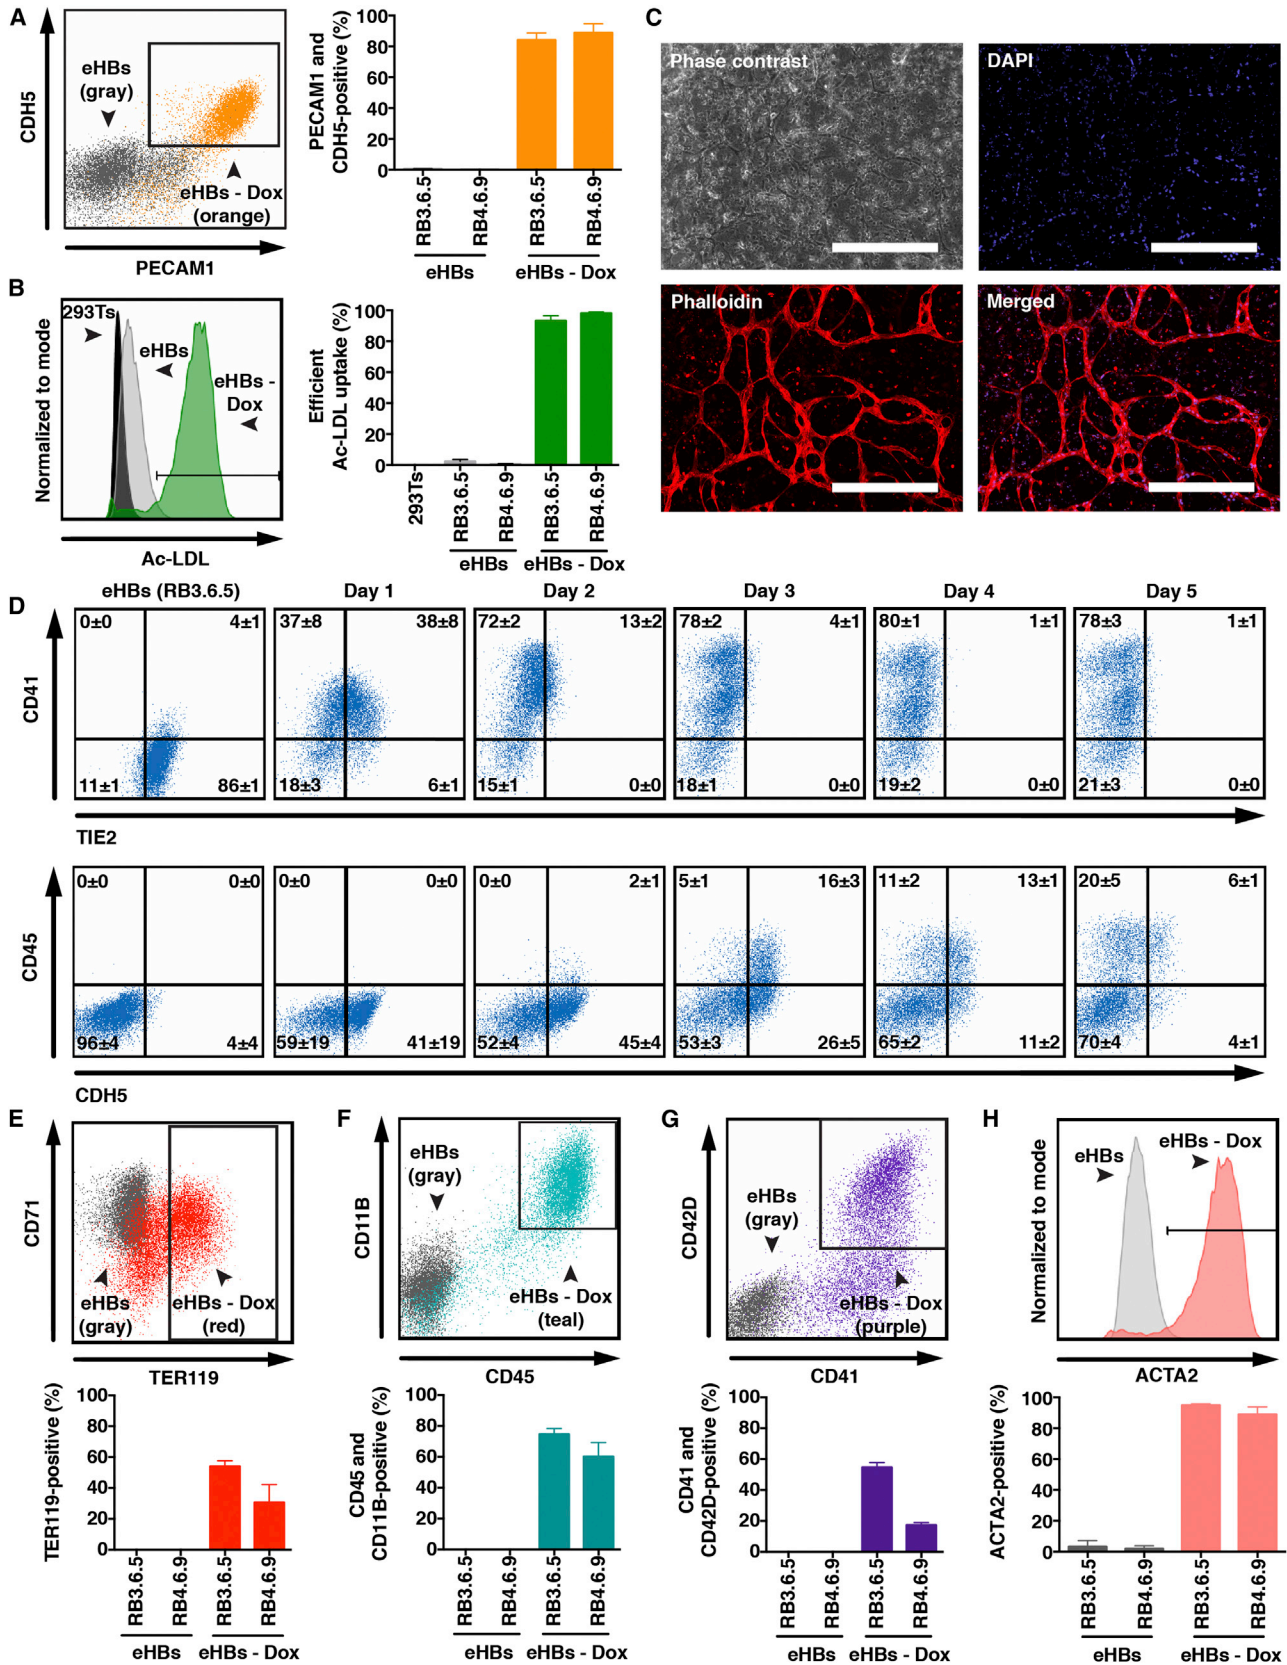 A
CDH5
eHBs
(gray)
eHBs - Dox
(orange)
PECAM1
PECAM1 and
CDH5-positive (%)
100
80
60
40
20
0
RB3.6.5
RB4.6.9
RB3.6.5
RB4.6.9
eHBs
eHBs - Dox
B
Normalized to mode
293Ts
eHBs
eHBs -
Dox
Ac-LDL
Efficient
Ac-LDL uptake (%)
100
80
60
40
20
0
293Ts
RB3.6.5
RB4.6.9
RB3.6.5
RB4.6.9
eHBs
eHBs - Dox
C
Phase contrast
DAPI
Phalloidin
Merged
D
eHBs (RB3.6.5)
Day 1
Day 2
Day 3
Day 4
Day 5
CD41
0±0
4±1
37±8
38±8
72±2
13±2
78±2
4±1
80±1
1±1
78±3
1±1
11±1
86±1
18±3
6±1
15±1
0±0
18±1
0±0
19±2
0±0
21±3
0±0
TIE2
CD45
0±0
0±0
0±0
0±0
0±0
2±1
5±1
16±3
11±2
13±1
20±5
6±1
96±4
4±4
59±19
41±19
52±4
45±4
53±3
26±5
65±2
11±2
70±4
4±1
CDH5
E
CD71
eHBs
(gray)
eHBs - Dox
(red)
TER119
TER119-positive (%)
100
80
60
40
20
0
RB3.6.5
RB4.6.9
RB3.6.5
RB4.6.9
eHBs
eHBs - Dox
F
CD11B
eHBs
(gray)
eHBs - Dox
(teal)
CD45
CD45 and
CD11B-positive (%)
100
80
60
40
20
0
RB3.6.5
RB4.6.9
RB3.6.5
RB4.6.9
eHBs
eHBs - Dox
G
CD42D
eHBs
(gray)
eHBs - Dox
(purple)
CD41
CD41 and
CD42D-positive (%)
100
80
60
40
20
0
RB3.6.5
RB4.6.9
RB3.6.5
RB4.6.9
eHBs
eHBs - Dox
H
Normalized to mode
eHBs
eHBs - Dox
ACTA2
ACTA2-positive (%)
100
80
60
40
20
0
RB3.6.5
RB4.6.9
RB3.6.5
RB4.6.9
eHBs
eHBs - Dox